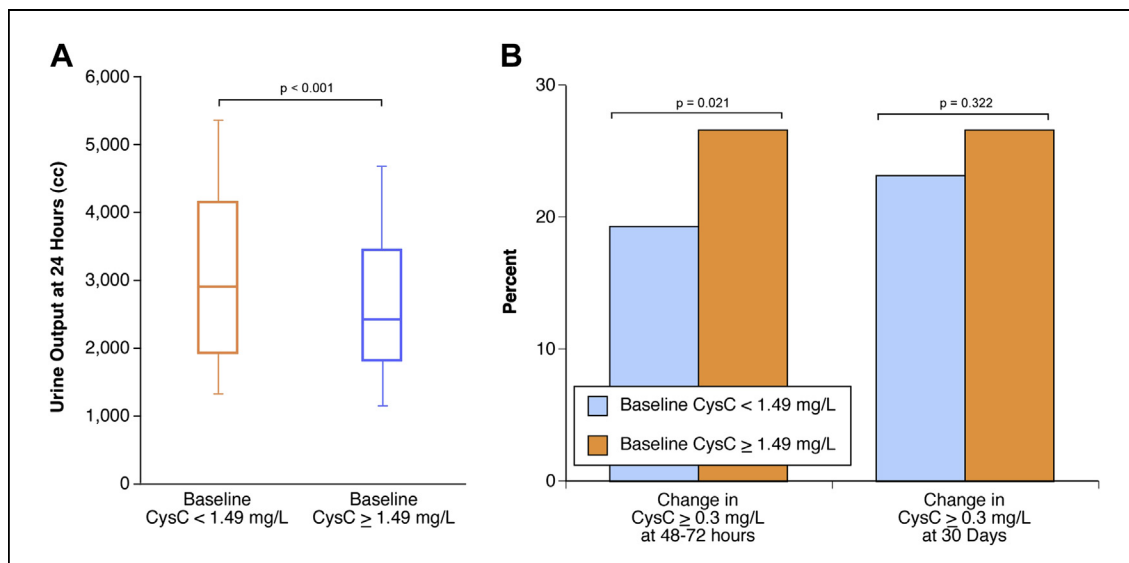 A
6,000
5,000
4,000
3,000
2,000
1,000
0
Urine Output at 24 Hours (cc)
p < 0.001
Baseline
CysC < 1.49 mg/L
Baseline
CysC ≥ 1.49 mg/L
B
30
20
10
0
Percent
p = 0.021
p = 0.322
Baseline CysC < 1.49 mg/L
Baseline CysC ≥ 1.49 mg/L
Change in
CysC ≥ 0.3 mg/L
at 48-72 hours
Change in
CysC ≥ 0.3 mg/L
at 30 Days